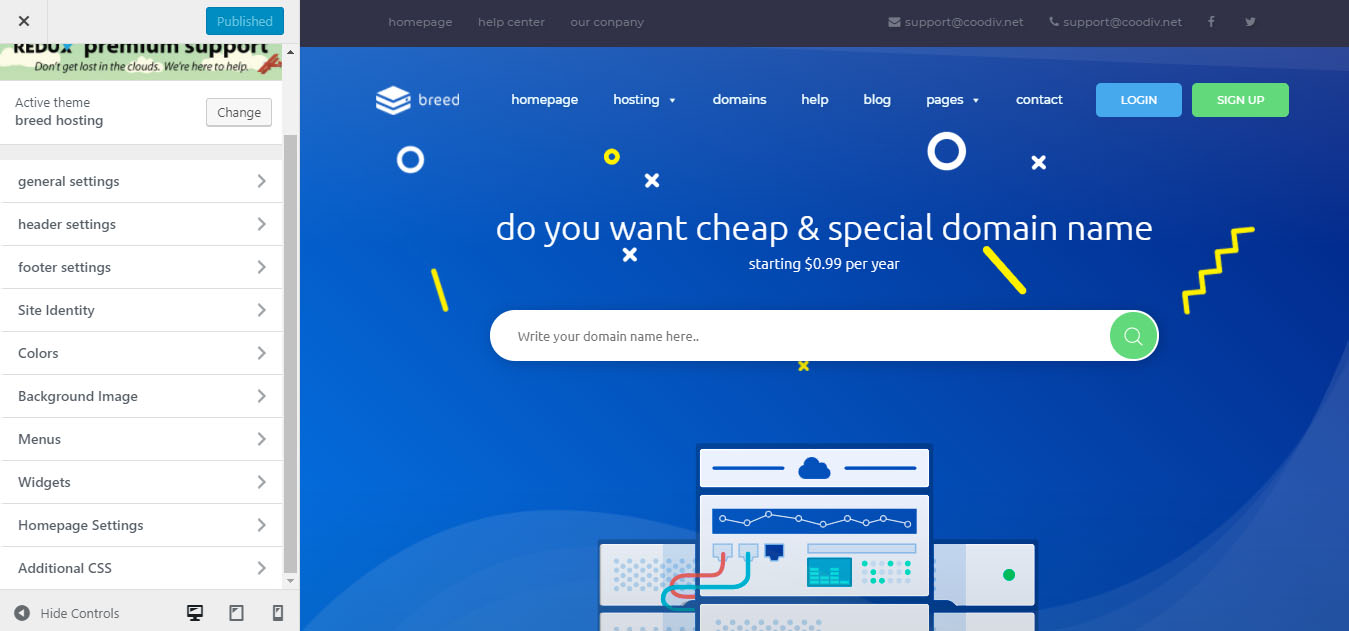 Published
REDUX premium support
Don't get lost in the clouds. We're here to help.
Active theme
breed hosting
Change
general settings
header settings
footer settings
Site Identity
Colors
Background Image
Menus
Widgets
Homepage Settings
Additional CSS
Hide Controls
homepage help center our conpany support@coodiv.net support@coodiv.net
breed homepage hosting domains help blog pages contact LOGIN SIGN UP
do you want cheap & special domain name
starting $0.99 per year
Write your domain name here..